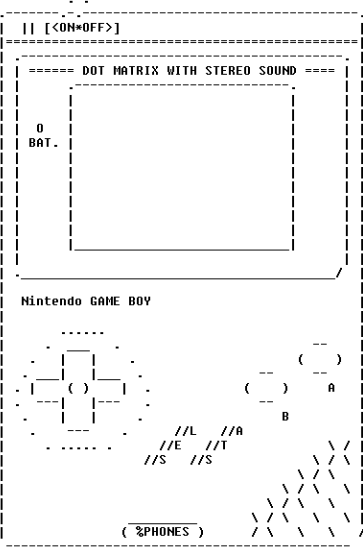 || [<ON*OFF>]
====== DOT MATRIX WITH STEREO SOUND ====
O
BAT.
Nintendo GAME BOY
A
B
//L //A
//E //T
//S //S
( %PHONES )